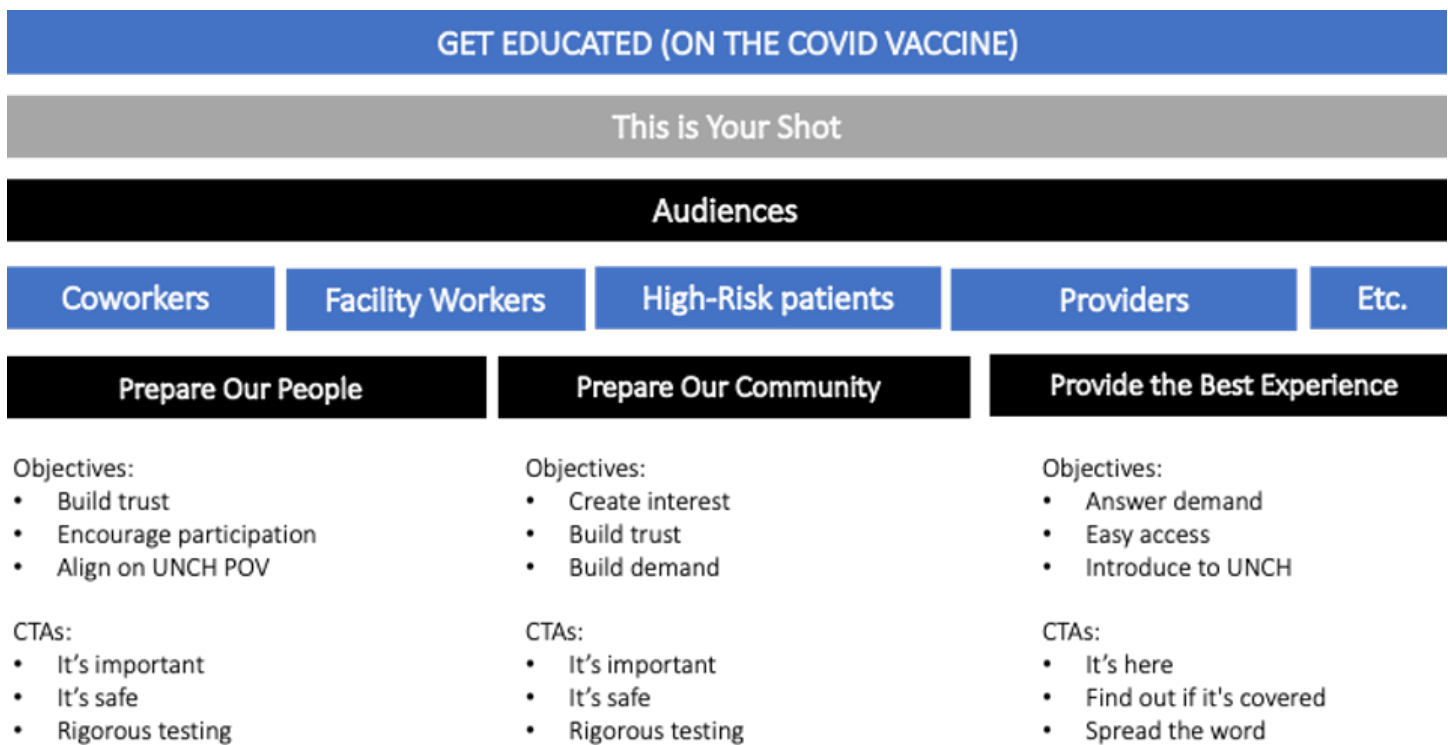 GET EDUCATED (ON THE COVID VACCINE)
This is Your Shot
Audiences
Coworkers
Facility Workers
High-Risk patients
Providers
Etc.
Prepare Our People
Prepare Our Community
Provide the Best Experience
Objectives:
• Build trust
• Encourage participation
• Align on UNCH POV
CTAs:
• It's important
• It's safe
• Rigorous testing
Objectives:
• Create interest
• Build trust
• Build demand
CTAs:
• It's important
• It's safe
• Rigorous testing
Objectives:
• Answer demand
• Easy access
• Introduce to UNCH
CTAs:
• It's here
• Find out if it's covered
• Spread the word